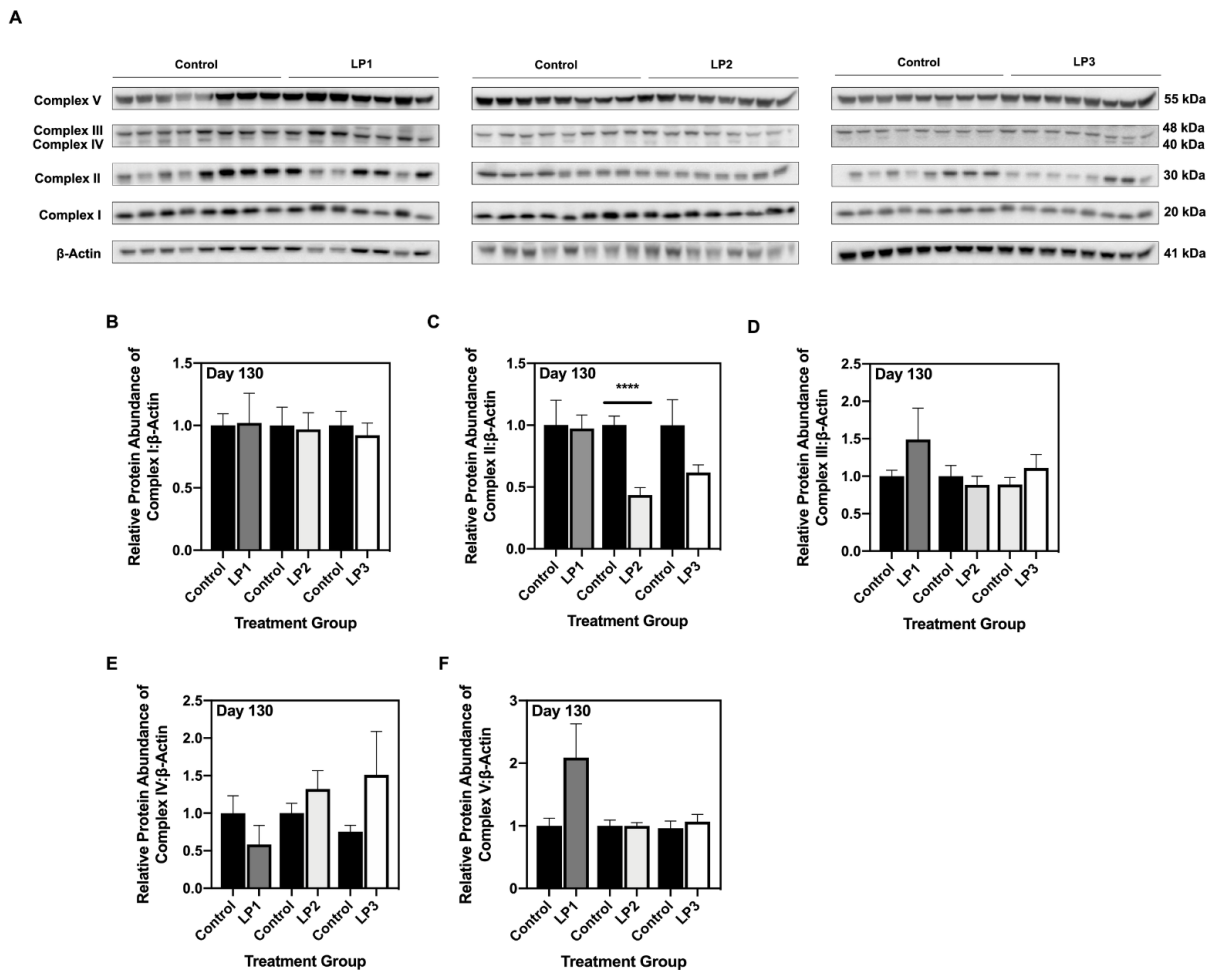 A
Control LP1 Control LP2 Control LP3
Complex V 55 kDa
Complex III 48 kDa
Complex IV 40 kDa
Complex II 30 kDa
Complex I 20 kDa
β-Actin 41 kDa
B
Relative Protein Abundance of
Complex I:β-Actin
1.5
1.0
0.5
0.0
Day 130
Control LP1 Control LP2 Control LP3
Treatment Group
C
Relative Protein Abundance of
Complex II:β-Actin
1.5
1.0
0.5
0.0
Day 130
****
Control LP1 Control LP2 Control LP3
Treatment Group
D
Relative Protein Abundance of
Complex III:β-Actin
2.5
2.0
1.5
1.0
0.5
0.0
Day 130
Control LP1 Control LP2 Control LP3
Treatment Group
E
Relative Protein Abundance of
Complex IV:β-Actin
2.5
2.0
1.5
1.0
0.5
0.0
Day 130
Control LP1 Control LP2 Control LP3
Treatment Group
F
Relative Protein Abundance of
Complex V:β-Actin
3
2
1
0
Day 130
Control LP1 Control LP2 Control LP3
Treatment Group